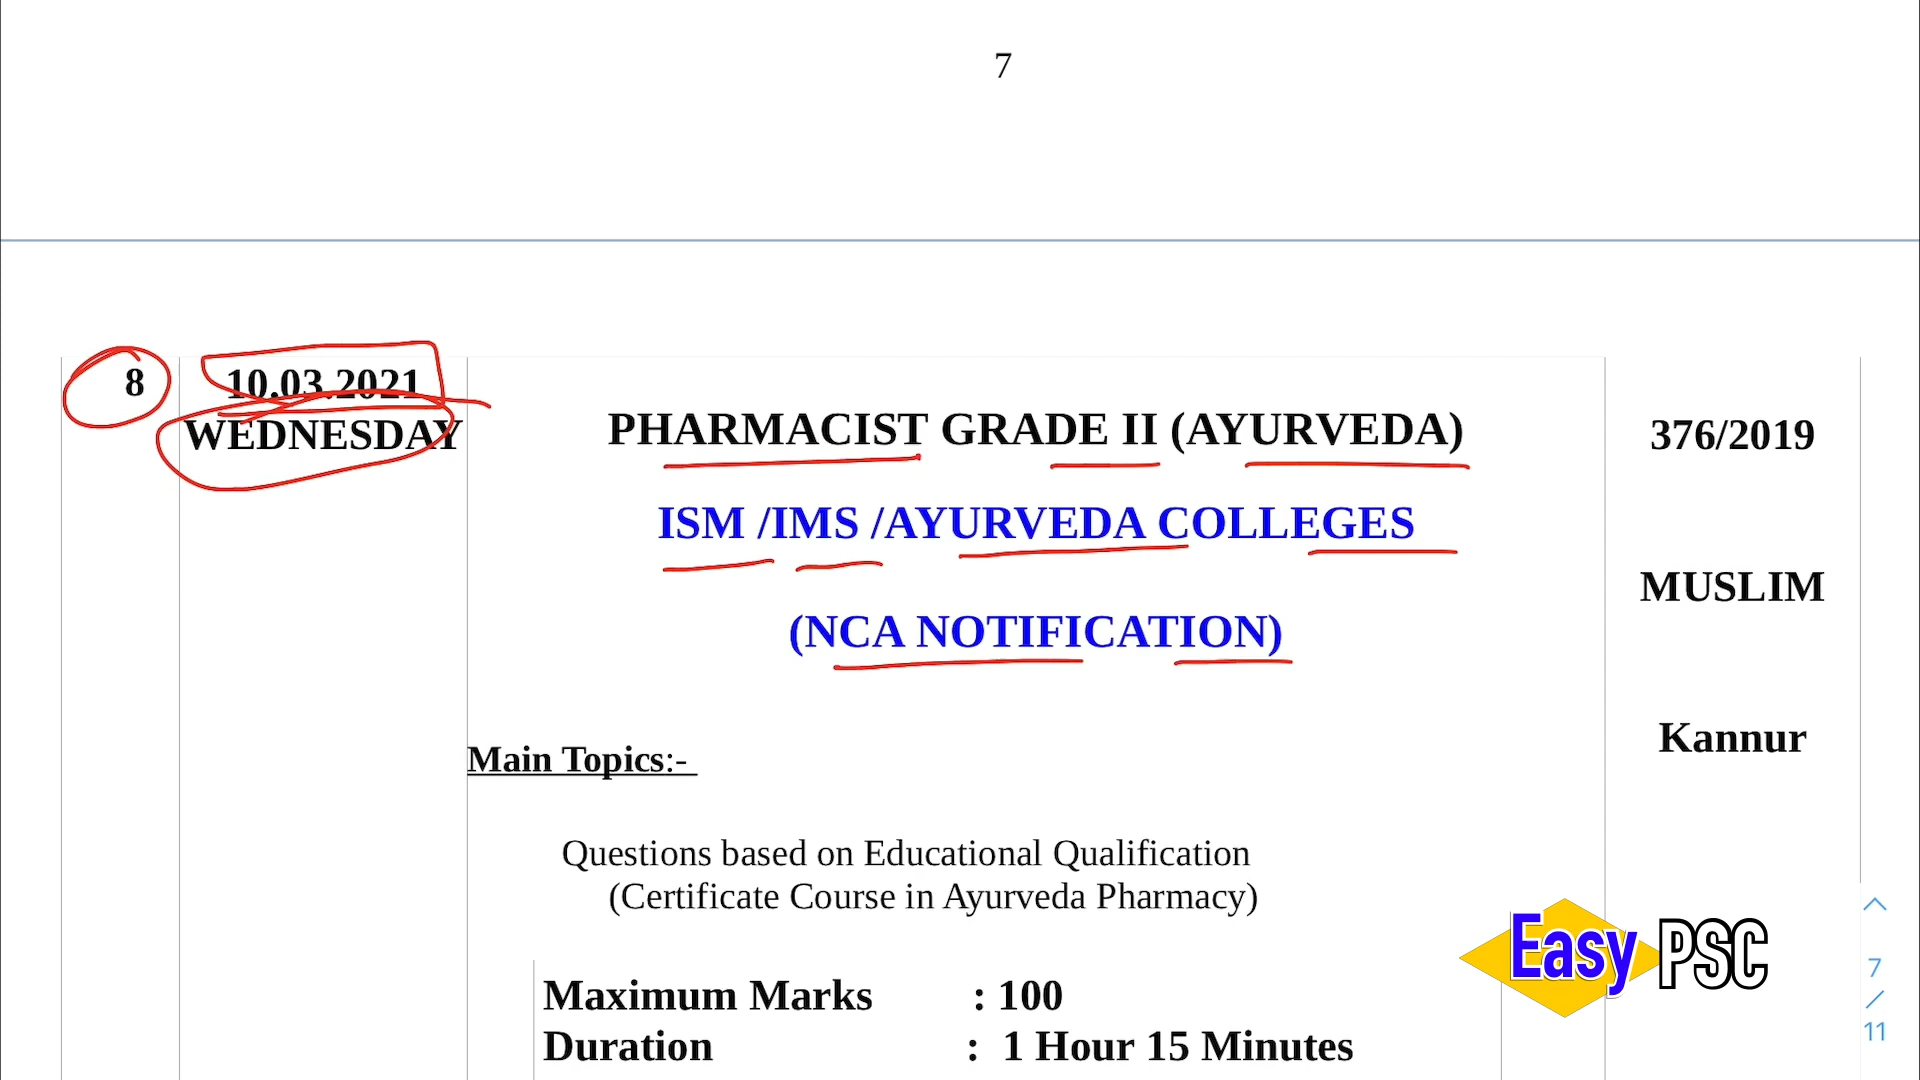 7
8
10.03.2021
WEDNESDAY
PHARMACIST GRADE II (AYURVEDA)
ISM /IMS /AYURVEDA COLLEGES
(NCA NOTIFICATION)
376/2019
MUSLIM
Kannur
Main Topics:-
Questions based on Educational Qualification
(Certificate Course in Ayurveda Pharmacy)
Maximum Marks : 100
Duration : 1 Hour 15 Minutes
Easy PSC
7
/
11